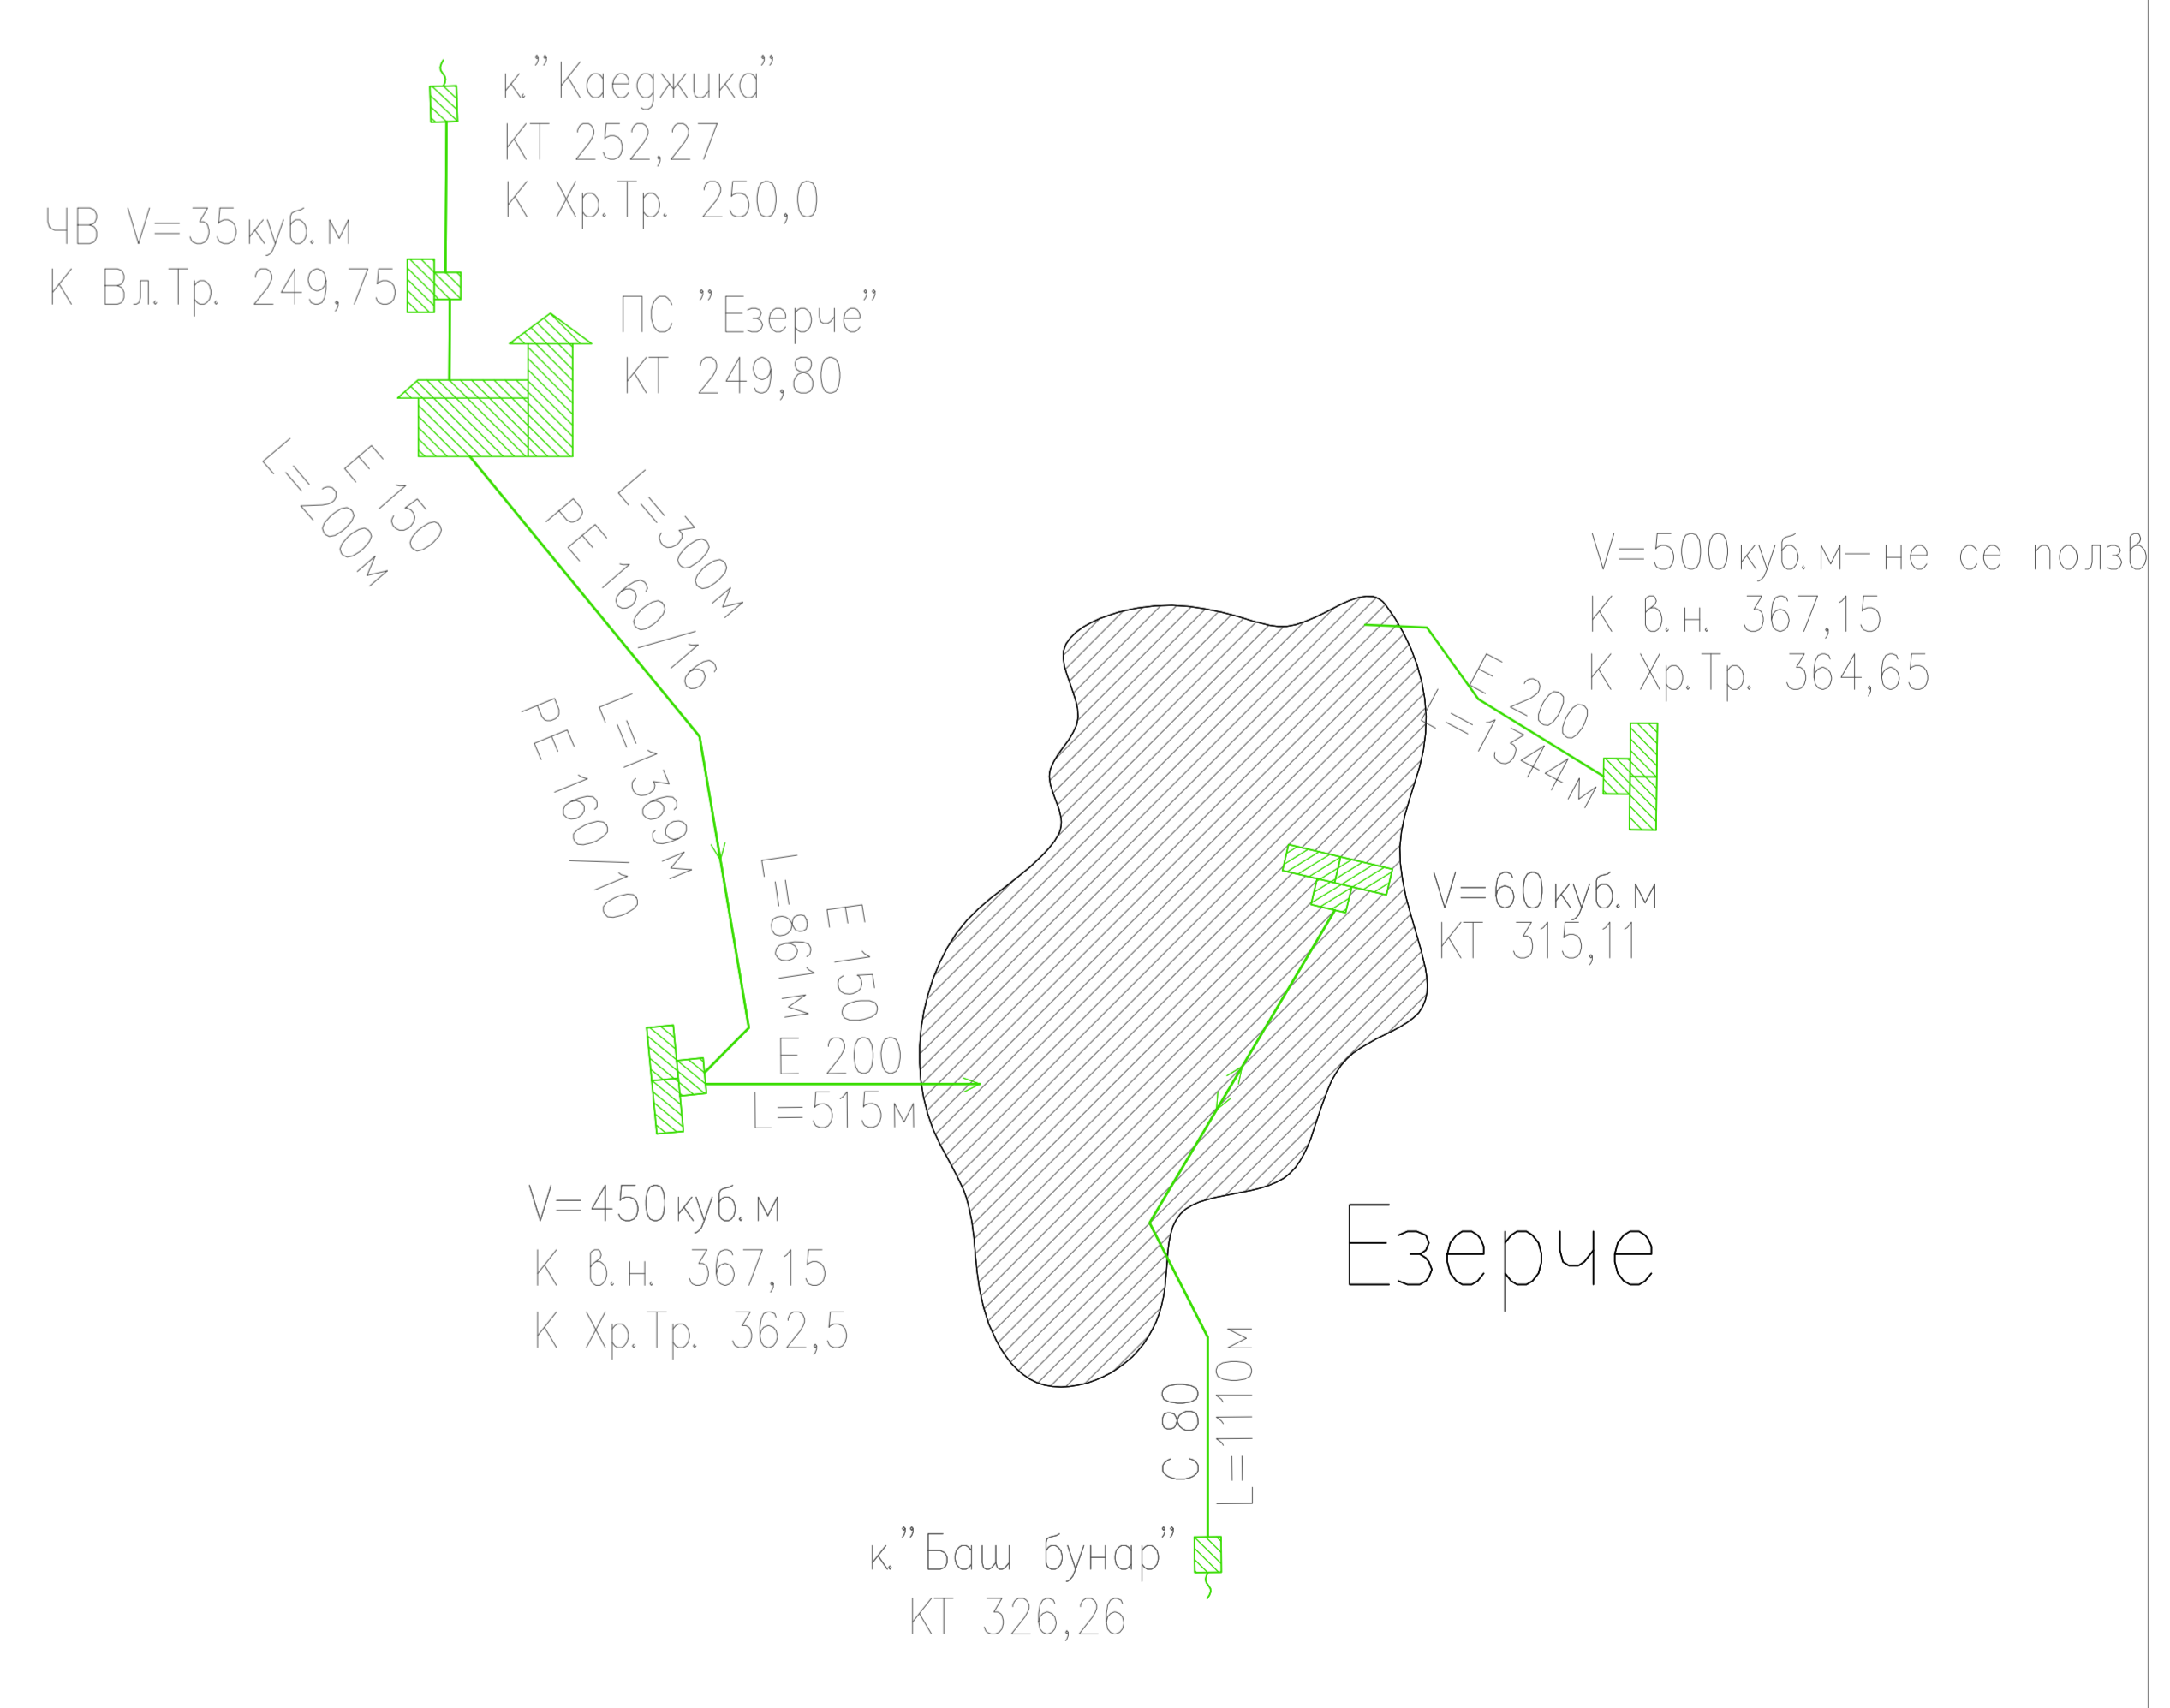 к."Каеджика"
КТ 252,27
К Хр.Тр. 250,0
ЧВ V=35куб.м
К Вл.Тр. 249,75
ПС "Езерче"
КТ 249,80
Е 150
L=200м
L=300м
РЕ 160/16
L=1369м
РЕ 160/10
L=861м
Е 150
Е 200
L=515м
V=500куб.м-не се ползв
К в.н. 367,15
К Хр.Тр. 364,65
Е 200
L=1344м
V=60куб.м
КТ 315,11
V=450куб.м
К в.н. 367,15
К Хр.Тр. 362,5
Езерче
С 80
L=1110м
к."Баш бунар"
КТ 326,26